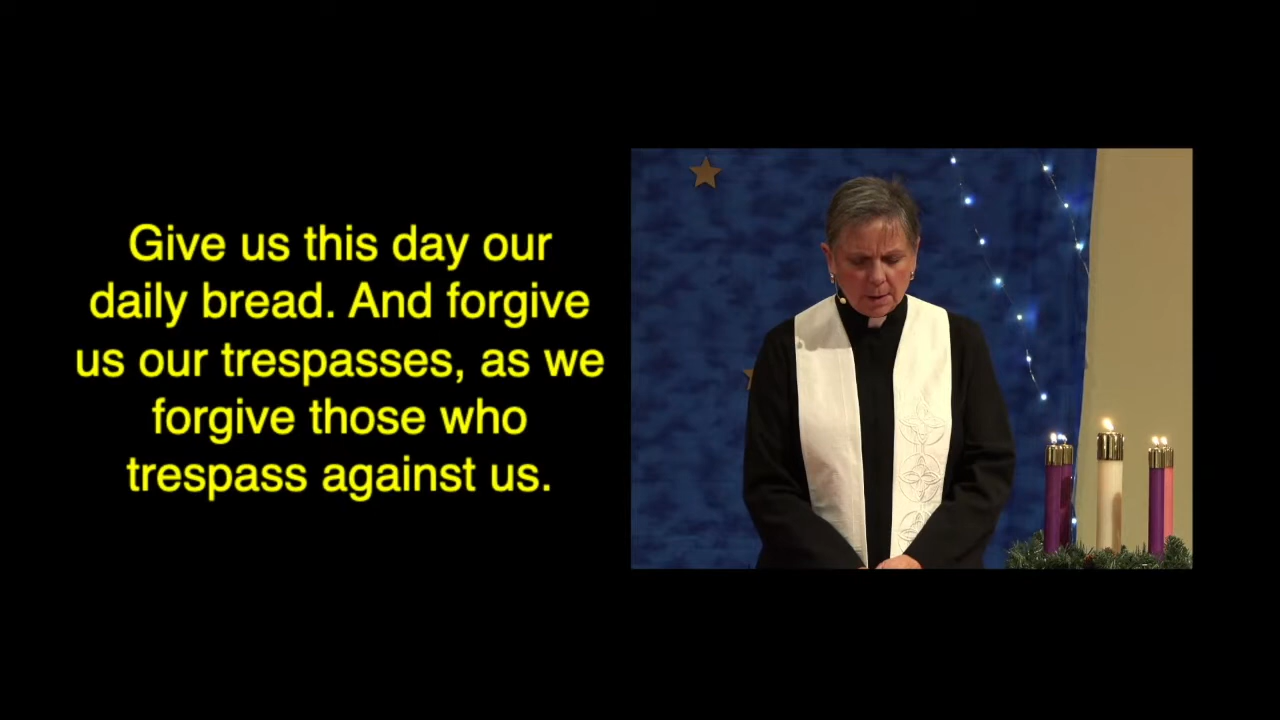 Give us this day our
daily bread. And forgive
us our trespasses, as we
forgive those who
trespass against us.